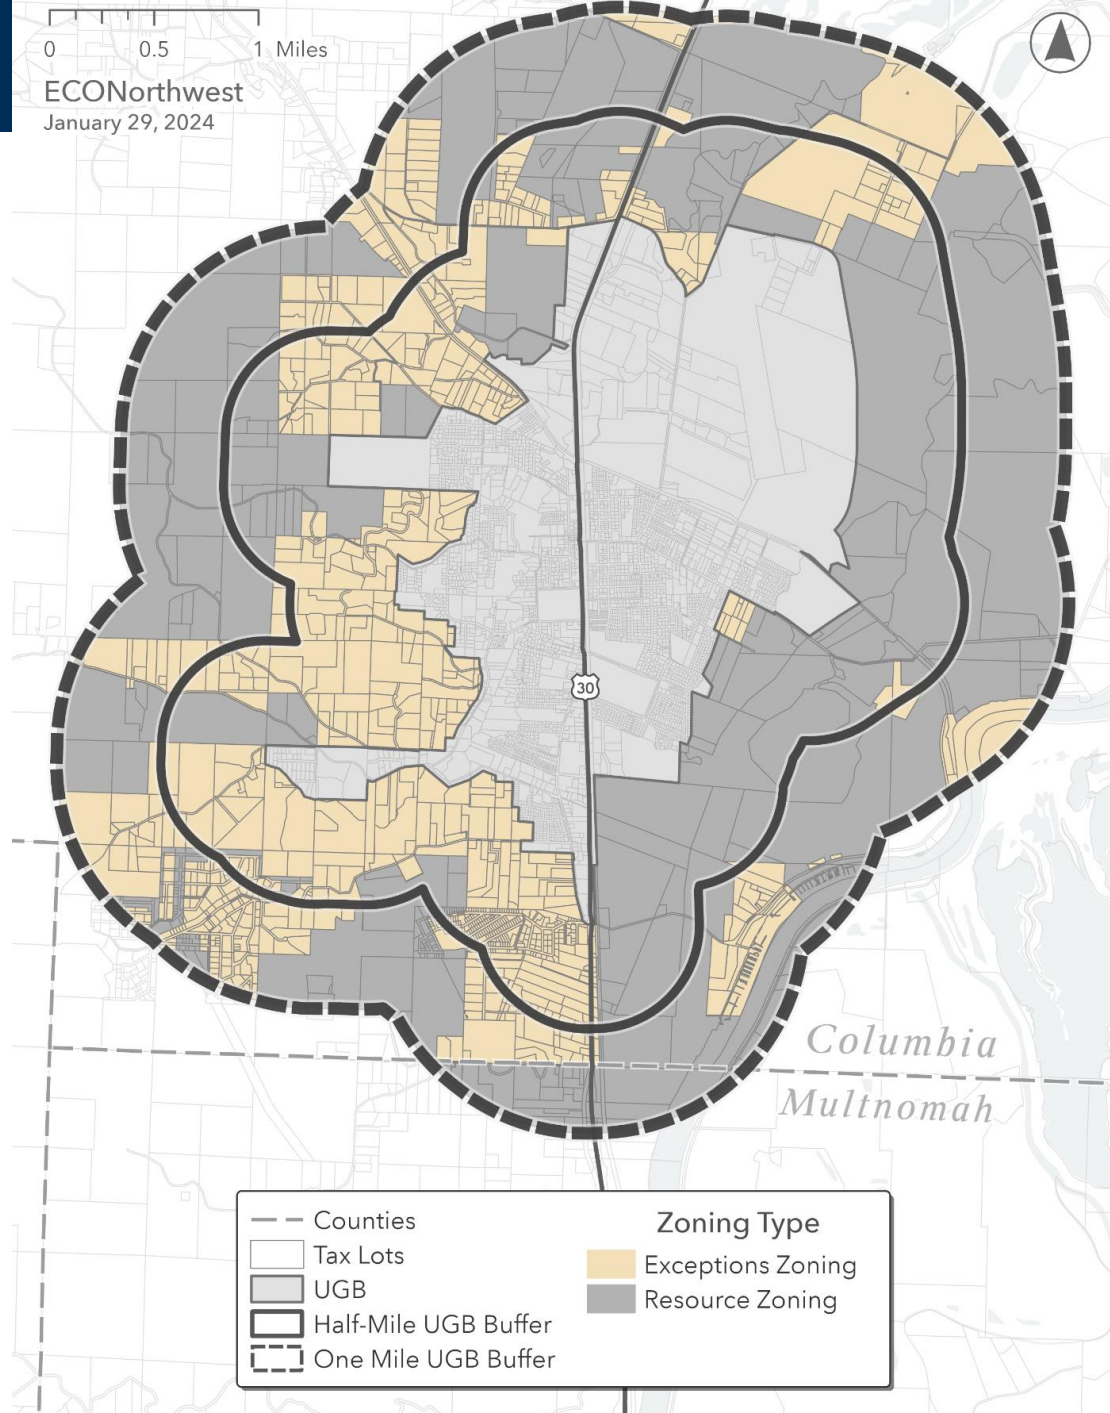 0 0.5 1 Miles
ECONorthwest
January 29, 2024
30
Columbia
Multnomah
Counties
Tax Lots
UGB
Half-Mile UGB Buffer
One Mile UGB Buffer
Zoning Type
Exceptions Zoning
Resource Zoning